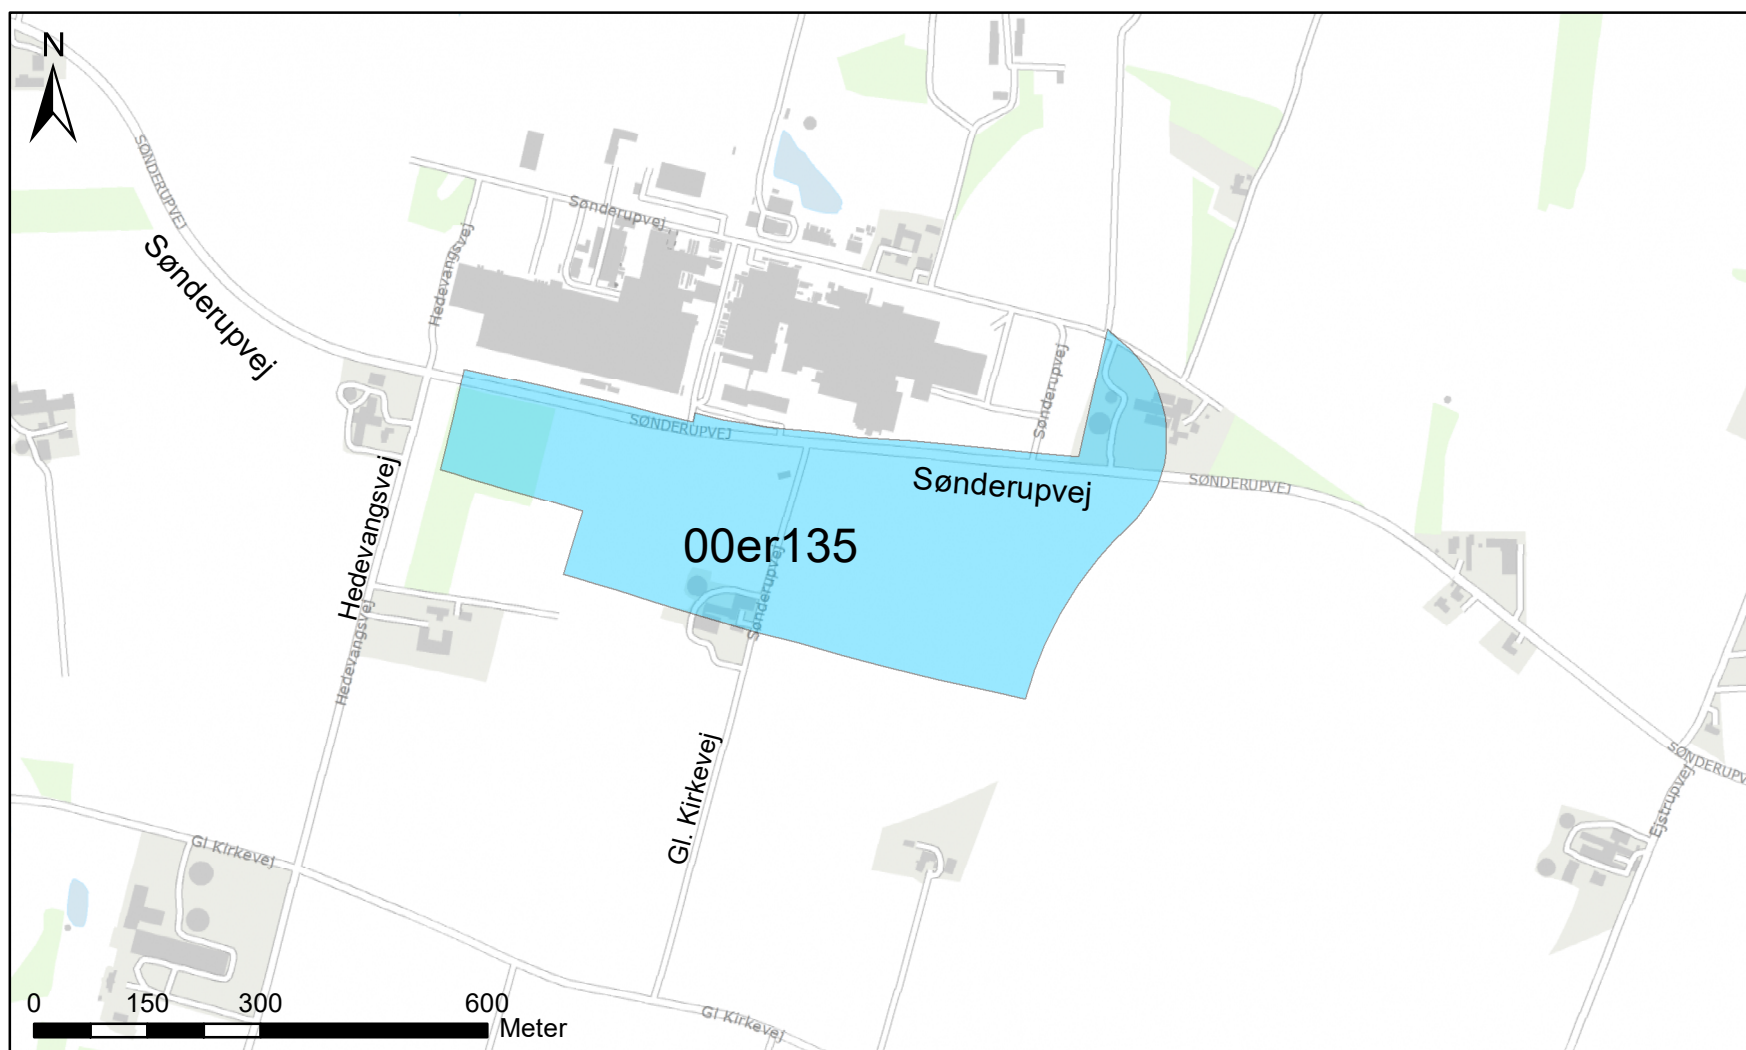 N
SØNDERUPVEJ
Sønderupvej
Sønderupvej
Hedevangsvej
Sønderupvej
SØNDERUPVEJ
Sønderupvej
SØNDERUPVEJ
00er135
Hedevangsvej
Sønderupvej
Hedevangsvej
Gl. Kirkevej
SØNDERUPV
Ejstrupvej
Gl Kirkevej
Gl Kirkevej
0 150 300 600
Meter